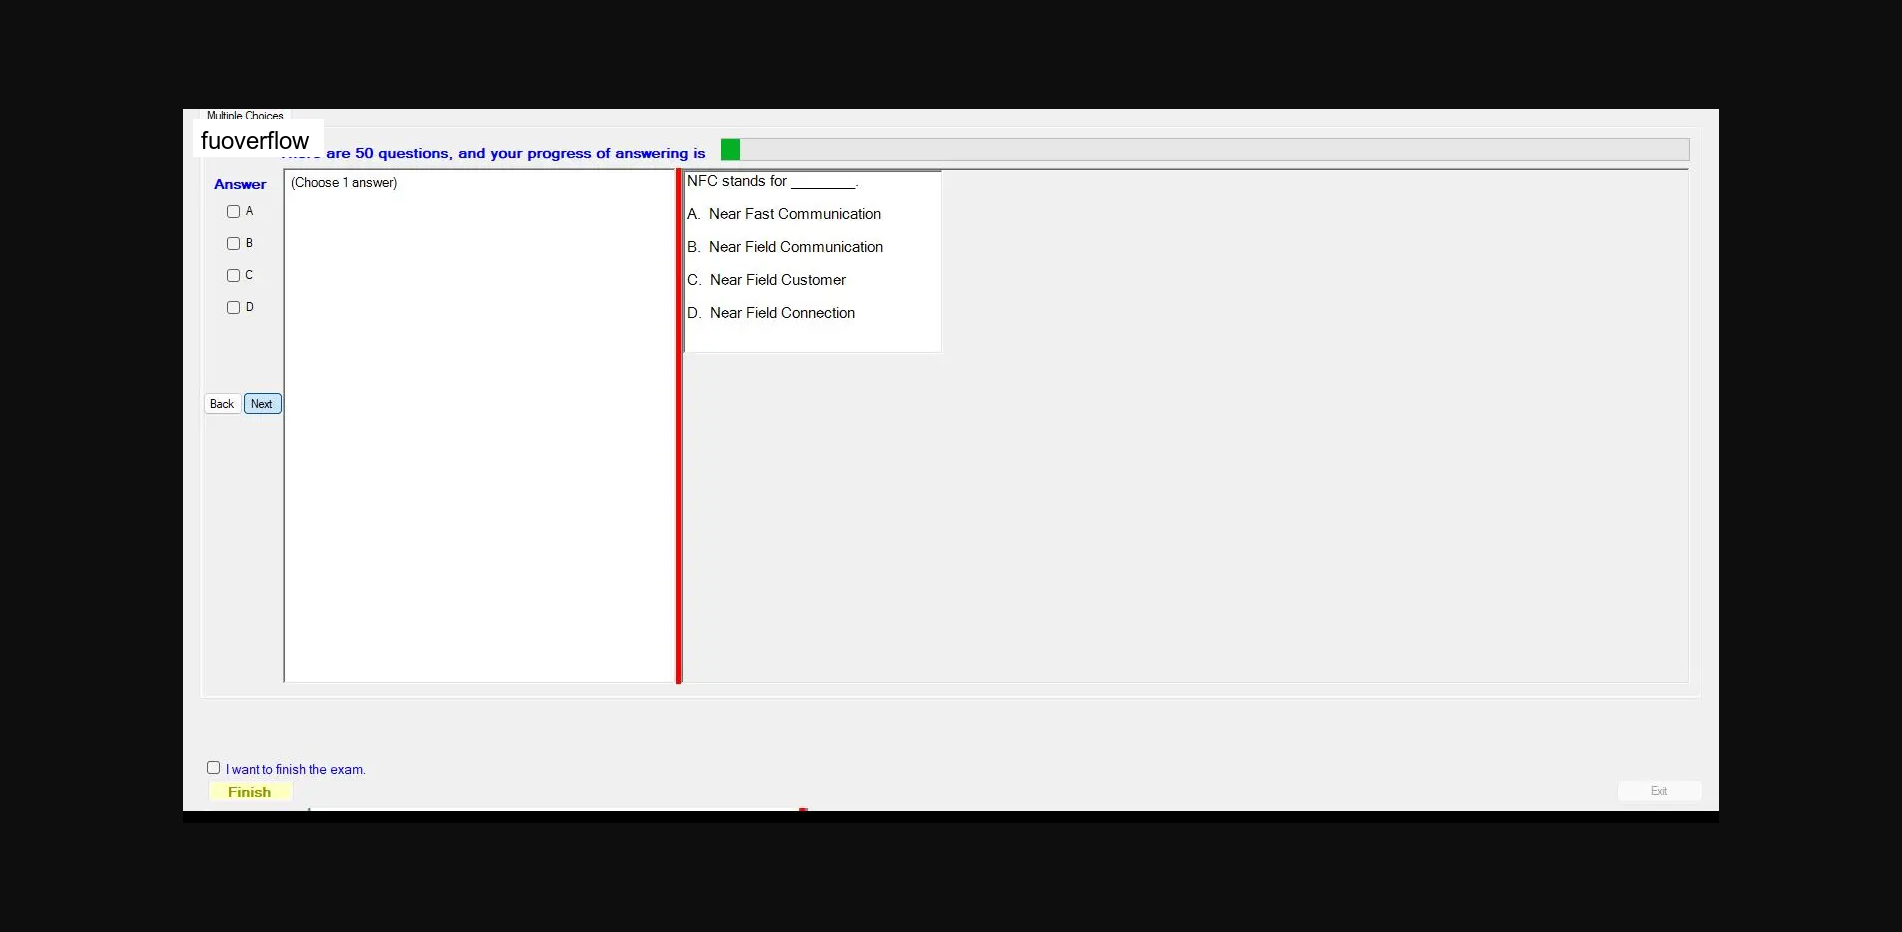 Multiple Choices
fuoverflow
are 50 questions, and your progress of answering is
Answer
(Choose 1 answer)
A
B
C
D
Back Next
NFC stands for ________.
A. Near Fast Communication
B. Near Field Communication
C. Near Field Customer
D. Near Field Connection
I want to finish the exam.
Finish
Exit